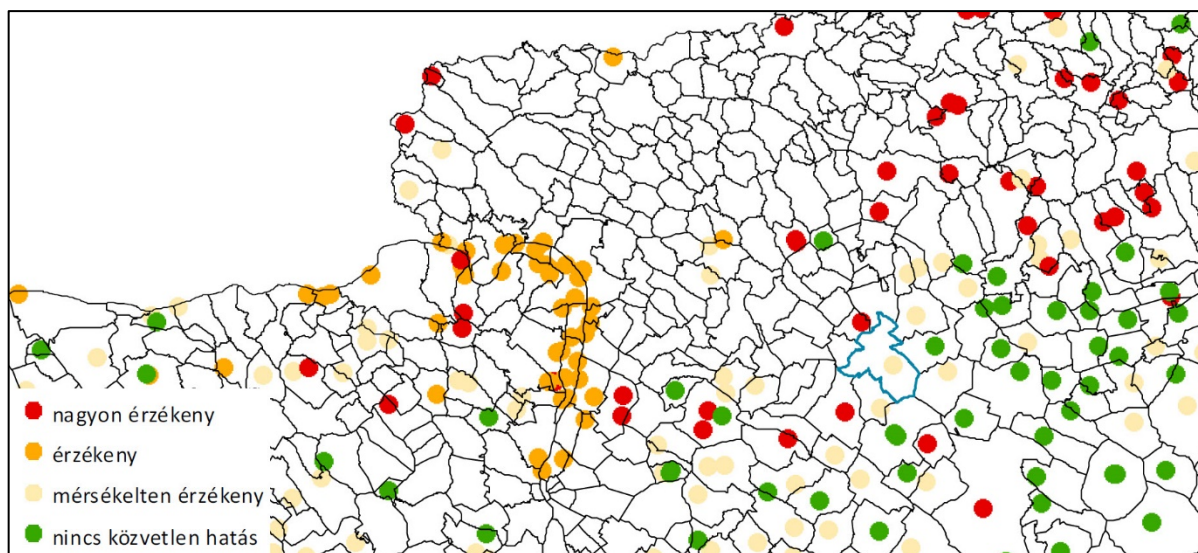 nagyon érzékeny
érzékeny
mérsékelten érzékeny
nincs közvetlen hatás